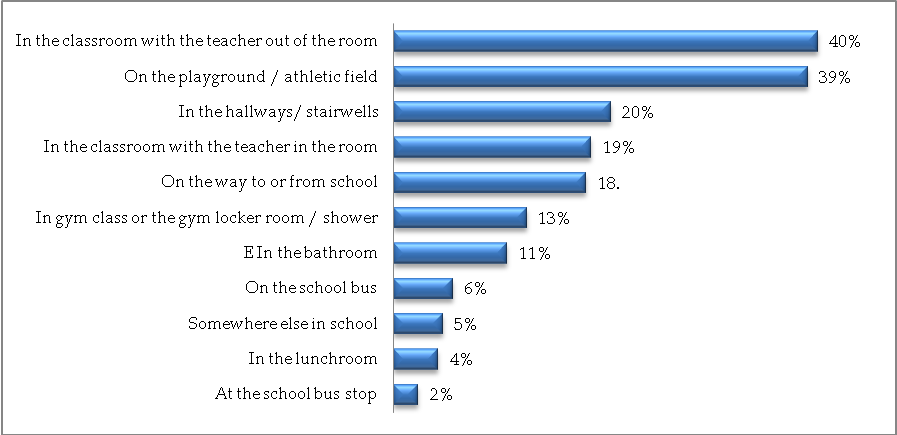 In the classroom with the teacher out of the room 40%
On the playground / athletic field 39%
In the hallways/ stairwells 20%
In the classroom with the teacher in the room 19%
On the way to or from school 18.
In gym class or the gym locker room / shower 13%
E In the bathroom 11%
On the school bus 6%
Somewhere else in school 5%
In the lunchroom 4%
At the school bus stop 2%